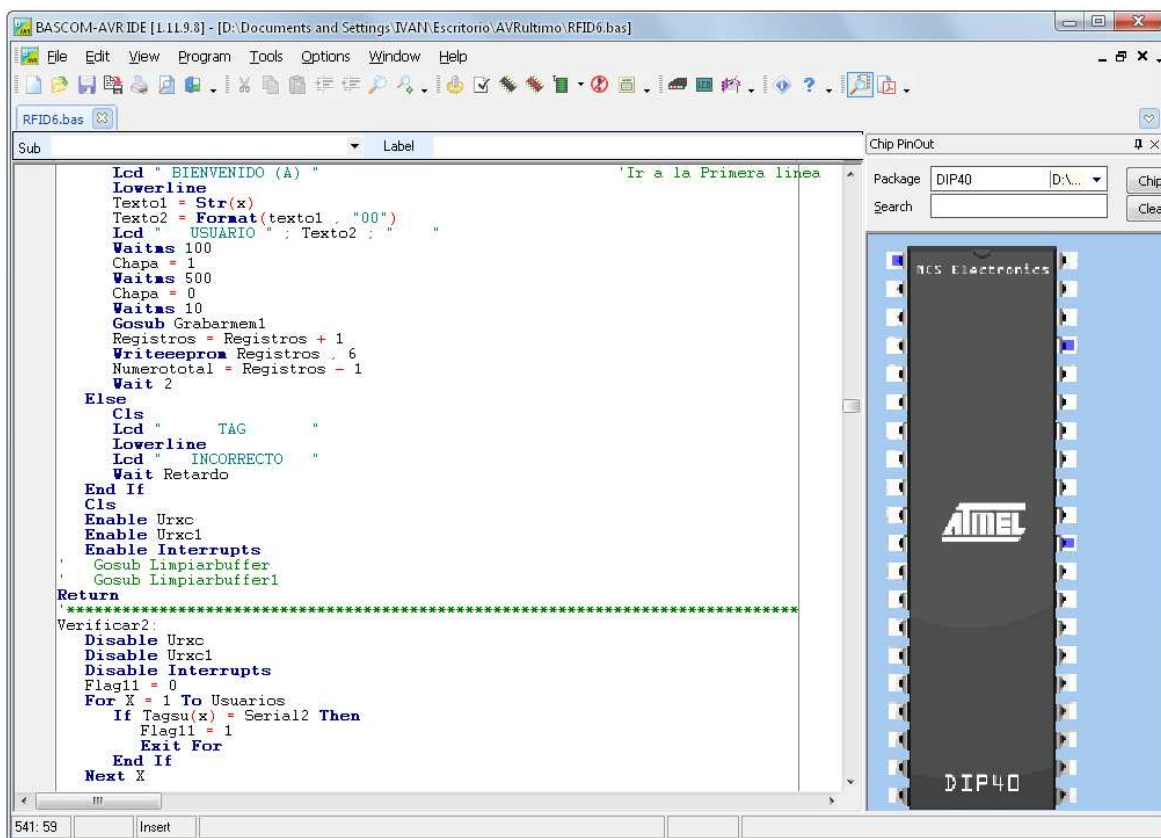 BASCOM-AVR IDE [1.11.9.8] - [D:\Documents and Settings\IVAN\Escritorio\AVRultimo\RFID6.bas]
File Edit View Program Tools Options Window Help
RFID6.bas
Sub Label
Chip PinOut
Package DIP40 D:\...
Chip
Search
Clea
MCS Electronics
ATMEL
DIP40
Lcd " BIENVENIDO (A) " 'Ir a la Primera linea
Lowerline
Texto1 = Str(x)
Texto2 = Format(texto1 , "00")
Lcd "   USUARIO " ; Texto2 ; "    "
Waitms 100
Chapa = 1
Waitms 500
Chapa = 0
Waitms 10
Gosub Grabarmem1
Registros = Registros + 1
Writeeeprom Registros , 6
Numerototal = Registros - 1
Wait 2
Else
Cls
Lcd "      TAG       "
Lowerline
Lcd "   INCORRECTO   "
Wait Retardo
End If
Cls
Enable Urxc
Enable Urxc1
Enable Interrupts
'   Gosub Limpiarbuffer
'   Gosub Limpiarbuffer1
Return
'*******************************************************************************
Verificar2:
Disable Urxc
Disable Urxc1
Disable Interrupts
Flag11 = 0
For X = 1 To Usuarios
If Tagsu(x) = Serial2 Then
Flag11 = 1
Exit For
End If
Next X
541: 59 Insert